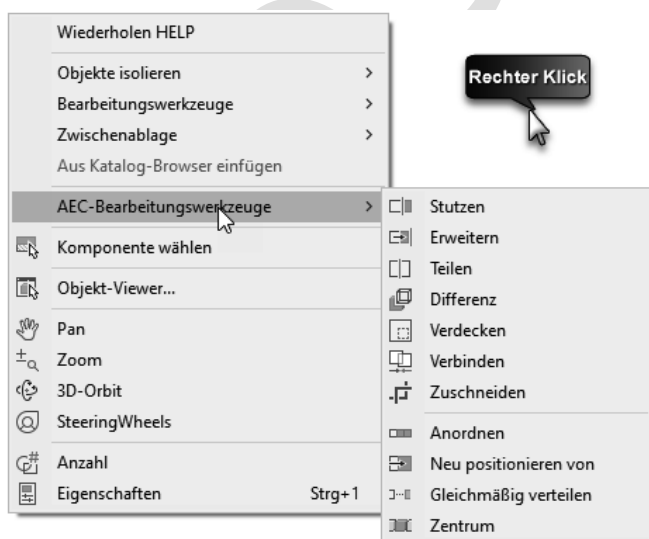 Wiederholen HELP
Objekte isolieren
Bearbeitungswerkzeuge
Zwischenablage
Aus Katalog-Browser einfügen
AEC-Bearbeitungswerkzeuge
Komponente wählen
Objekt-Viewer...
Pan
Zoom
3D-Orbit
SteeringWheels
Anzahl
Eigenschaften Strg+1
Rechter Klick
Stutzen
Erweitern
Teilen
Differenz
Verdecken
Verbinden
Zuschneiden
Anordnen
Neu positionieren von
Gleichmäßig verteilen
Zentrum